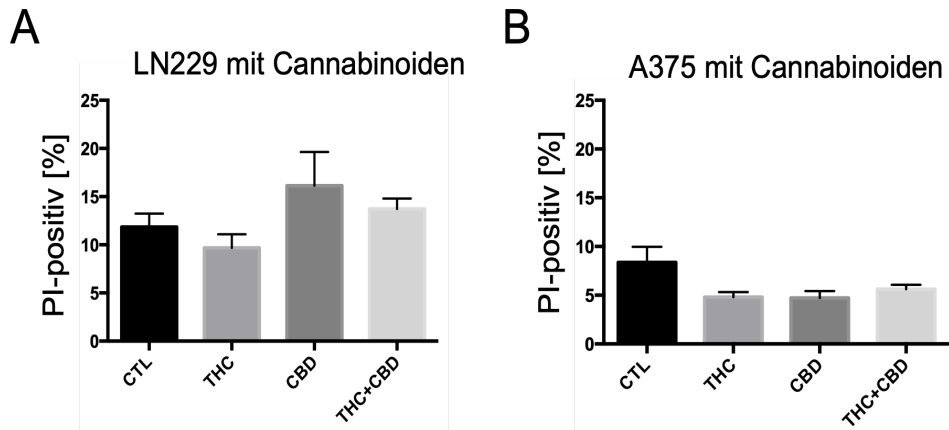 A
LN229 mit Cannabinoiden
PI-positiv [%]
25
20
15
10
5
0
CTL
THC
CBD
THC+CBD
B
A375 mit Cannabinoiden
PI-positiv [%]
25
20
15
10
5
0
CTL
THC
CBD
THC+CBD